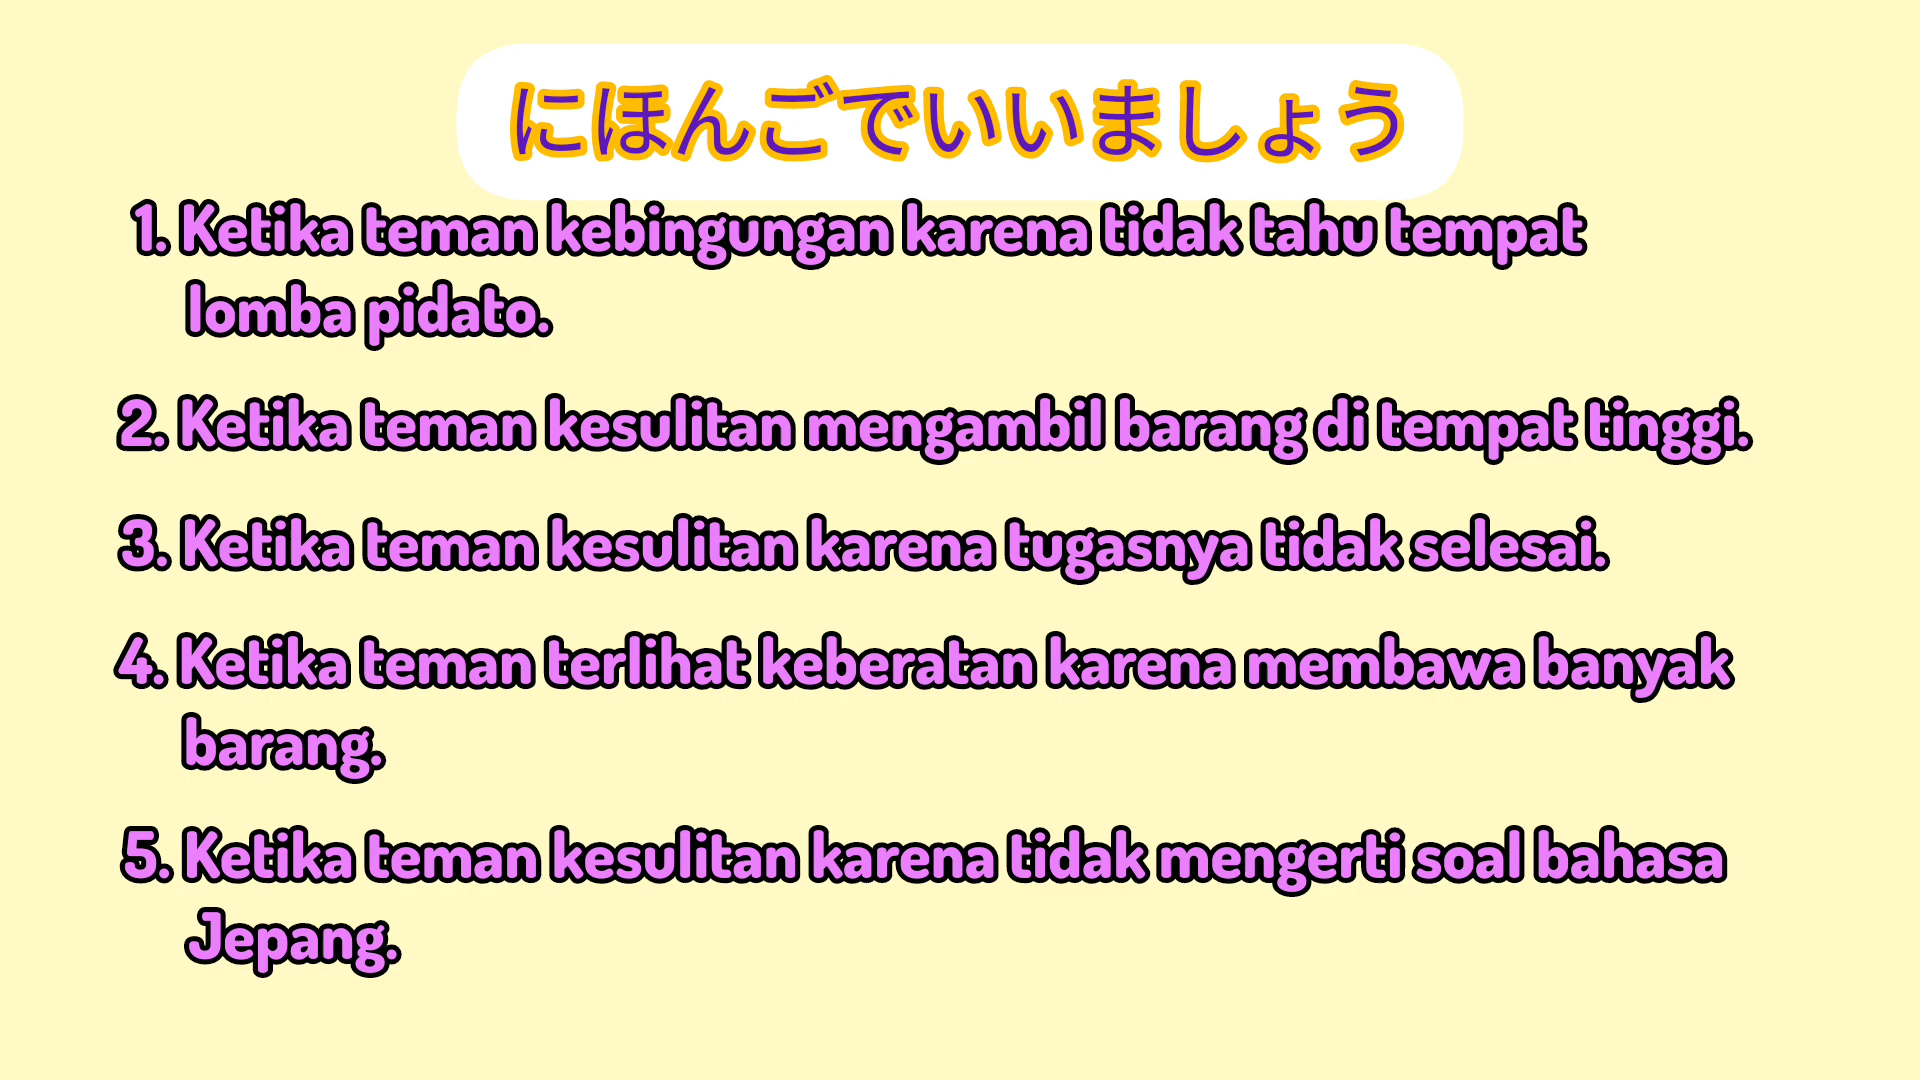 にほんごでいいましょう
1. Ketika teman kebingungan karena tidak tahu tempat
lomba pidato.
2. Ketika teman kesulitan mengambil barang di tempat tinggi.
3. Ketika teman kesulitan karena tugasnya tidak selesai.
4. Ketika teman terlihat keberatan karena membawa banyak
barang.
5. Ketika teman kesulitan karena tidak mengerti soal bahasa
Jepang.